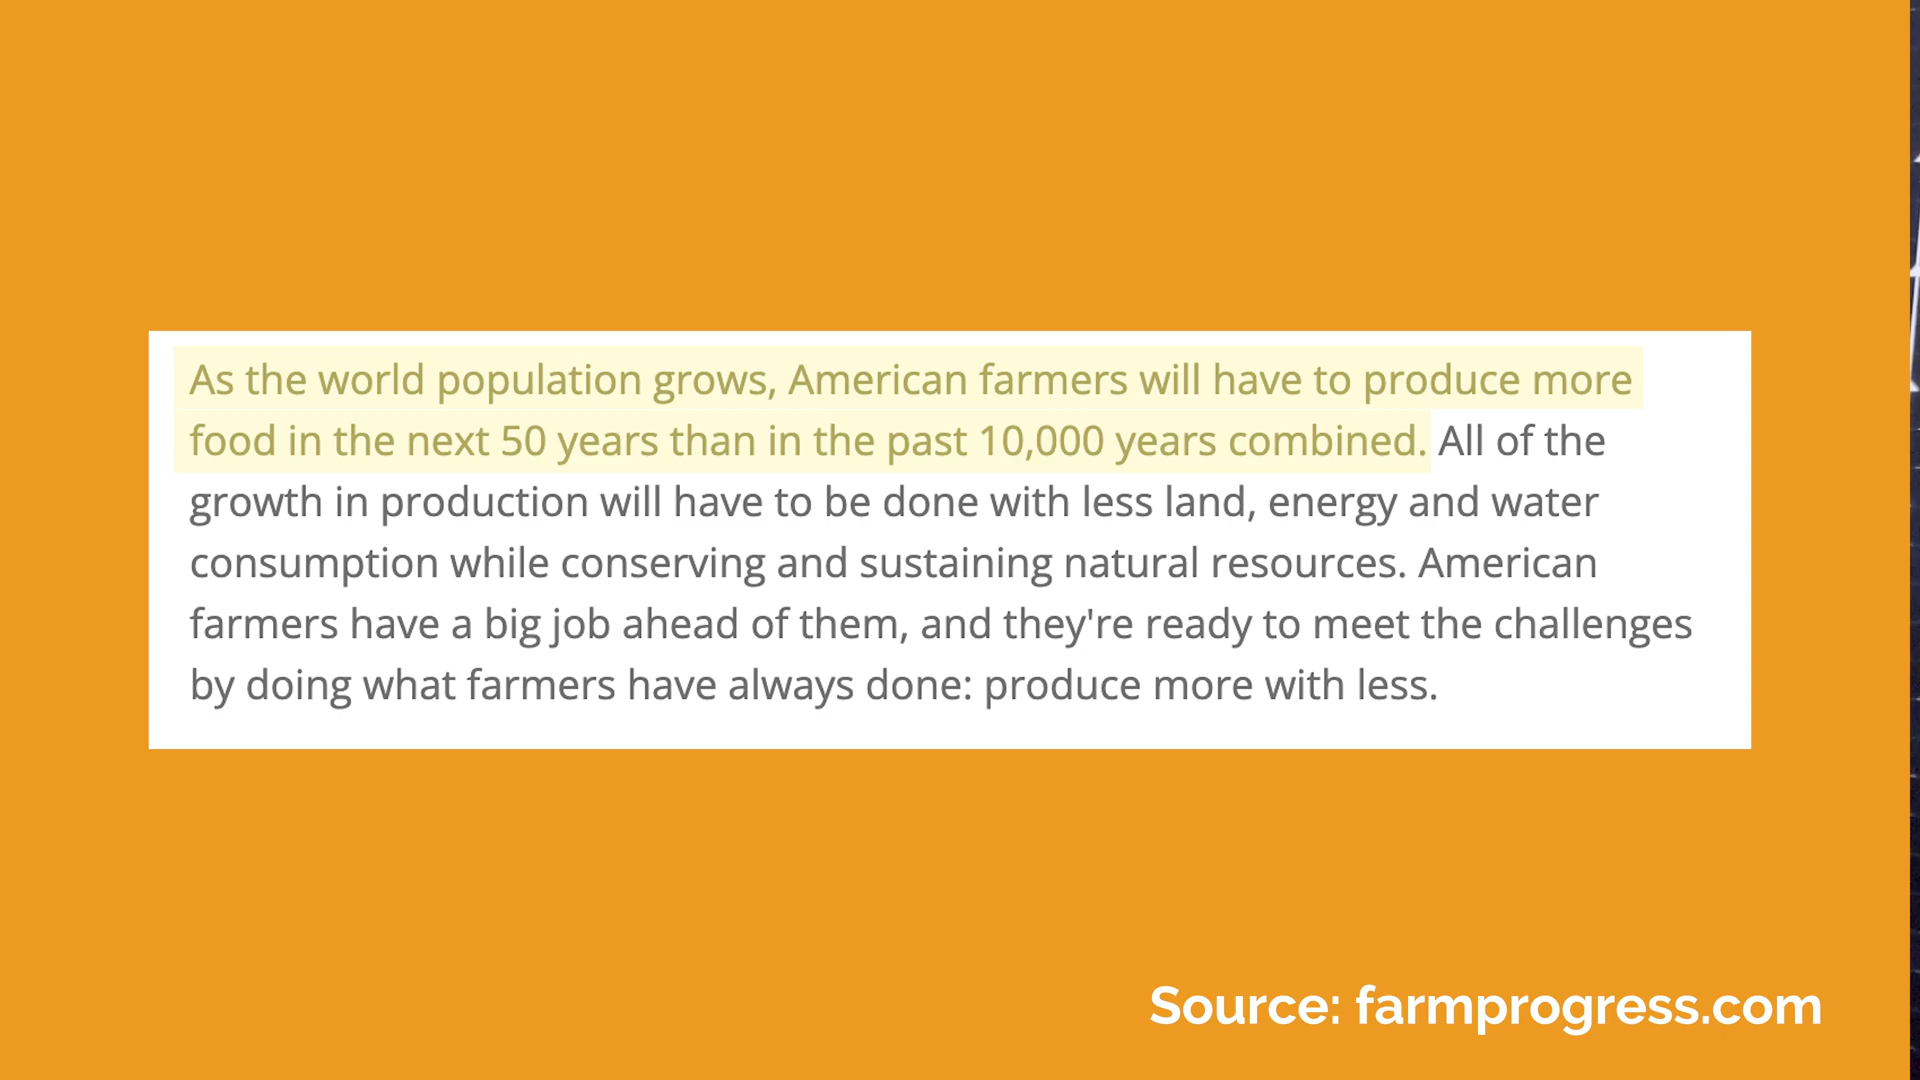 As the world population grows, American farmers will have to produce more
food in the next 50 years than in the past 10,000 years combined. All of the
growth in production will have to be done with less land, energy and water
consumption while conserving and sustaining natural resources. American
farmers have a big job ahead of them, and they're ready to meet the challenges
by doing what farmers have always done: produce more with less.
Source: farmprogress.com